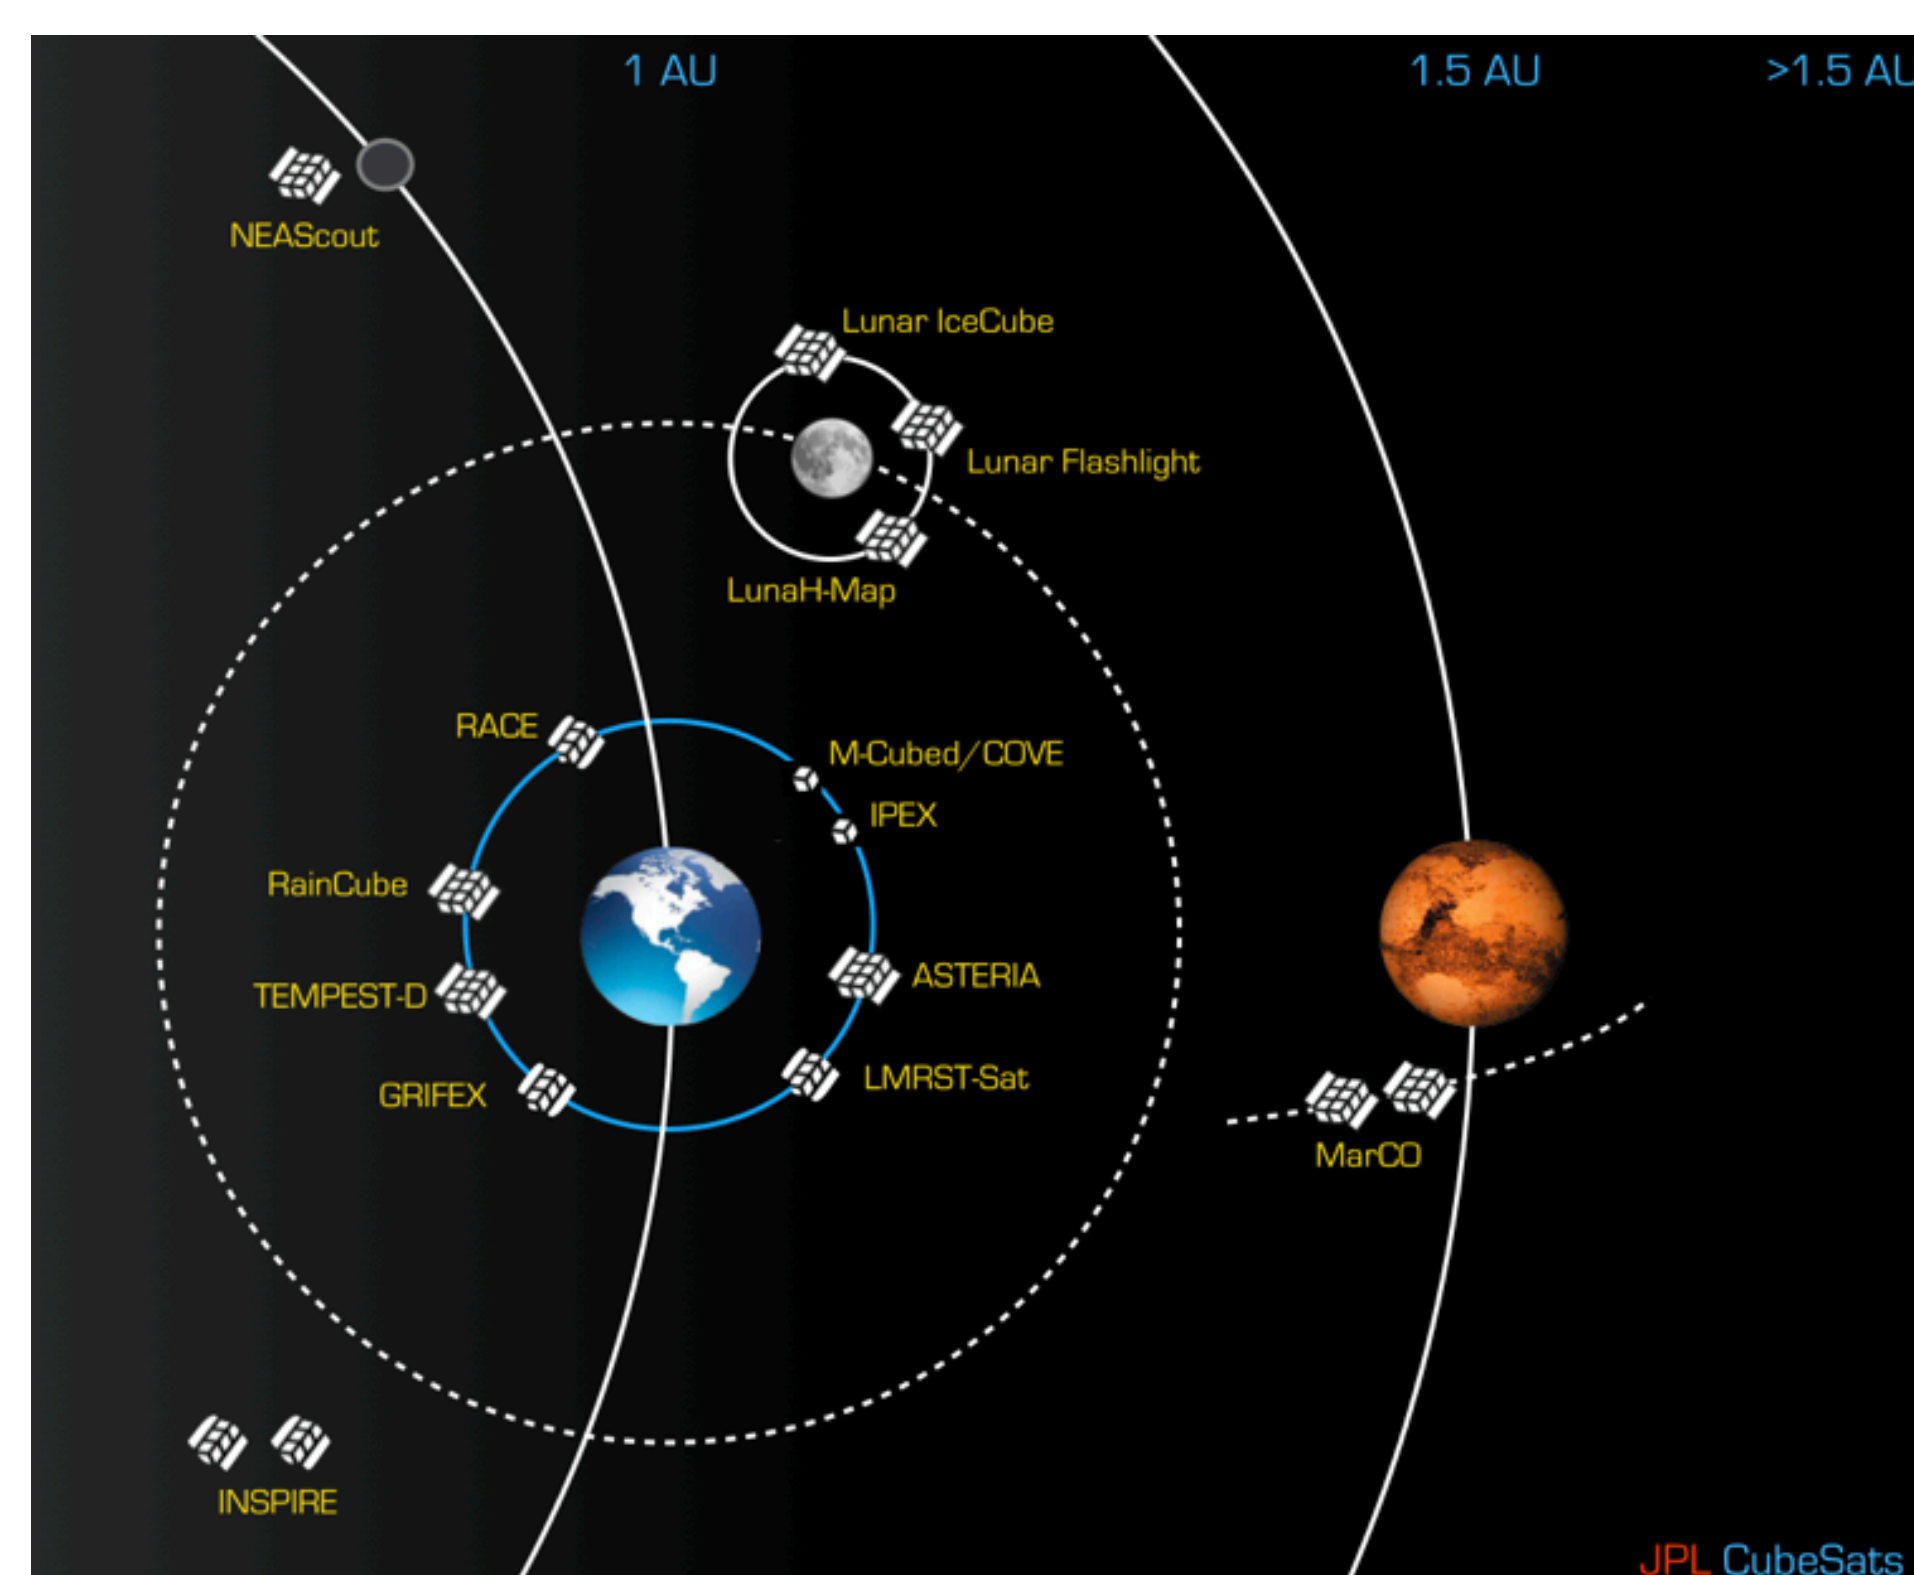 1 AU
1.5 AU
>1.5 AU
NEAScout
Lunar IceCube
Lunar Flashlight
LunaH-Map
RACE
M-Cubed/COVE
IPEX
RainCube
ASTERIA
TEMPEST-D
LMRST-Sat
GRIFEX
MarCO
INSPIRE
JPL CubeSats